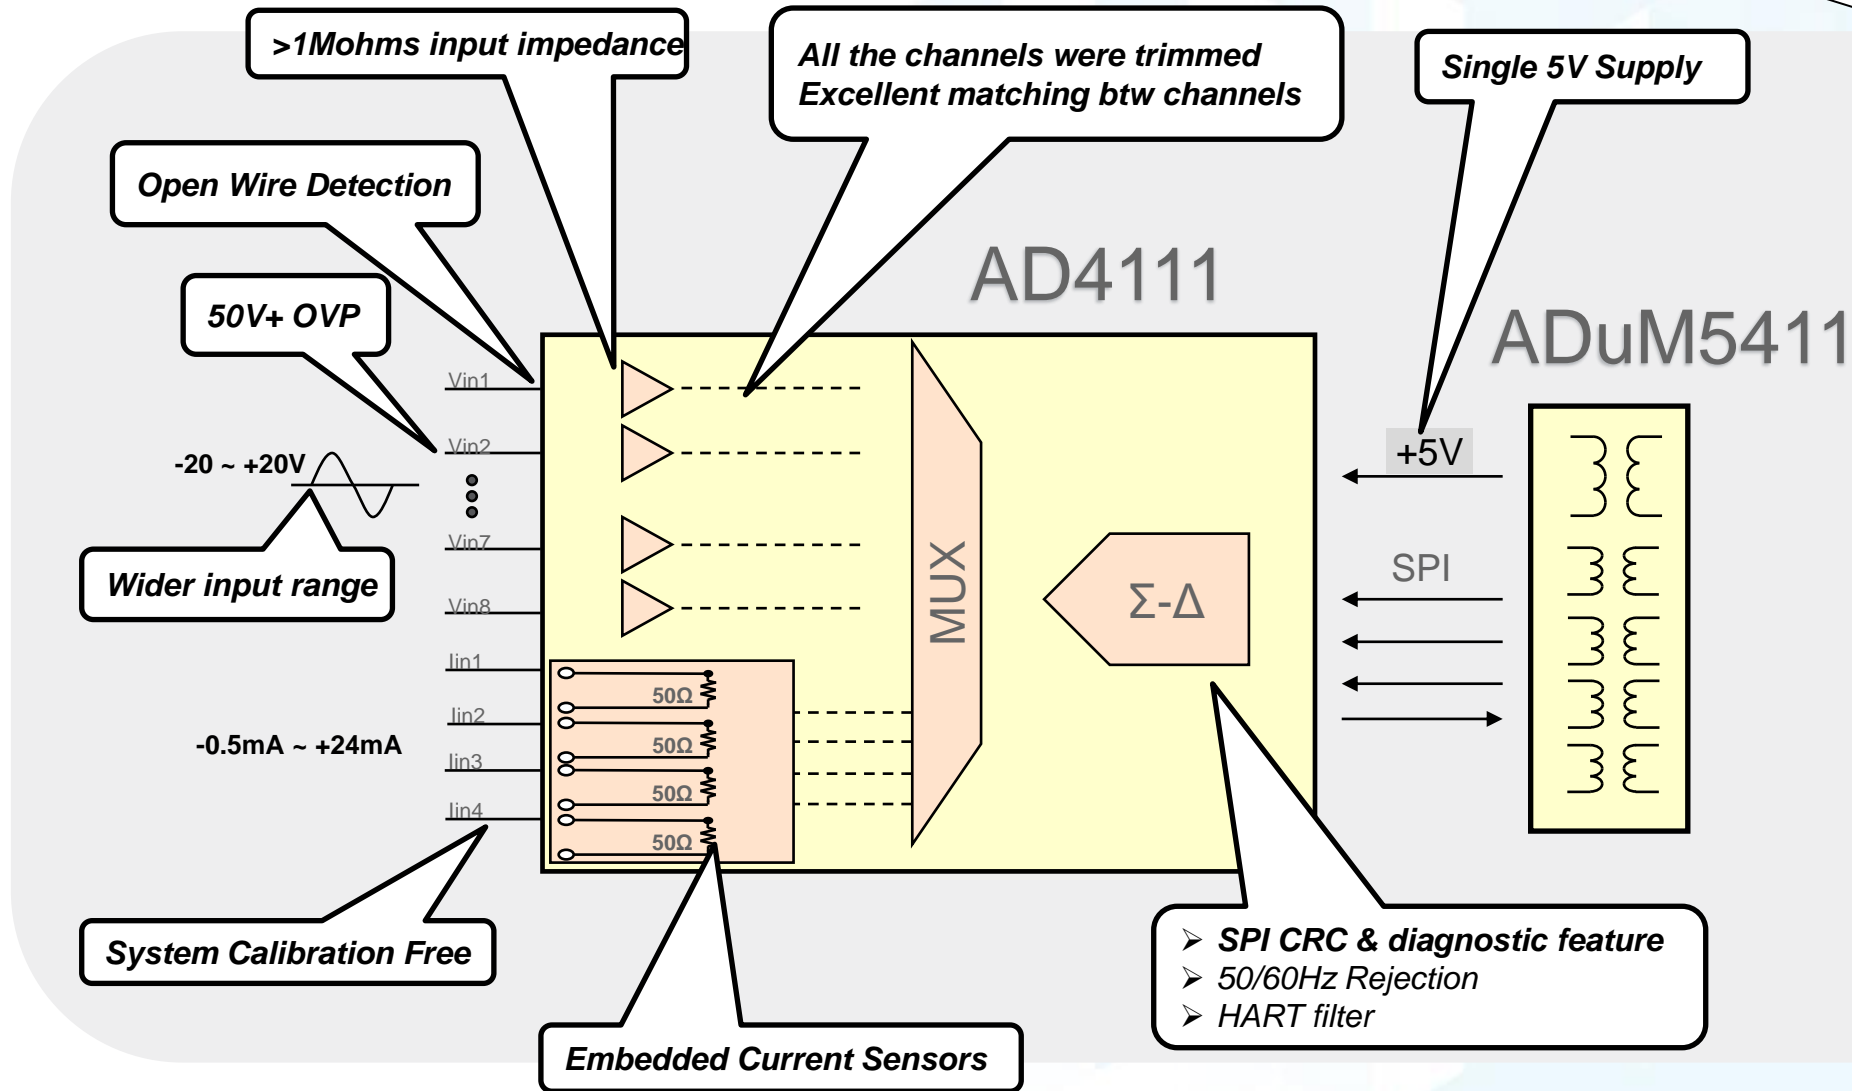 >1Mohms input impedance
All the channels were trimmed
Excellent matching btw channels
Single 5V Supply
Open Wire Detection
AD4111
50V+ OVP
ADuM5411
Vin1
Vin2
-20 ~ +20V
+5V
Vin7
Wider input range
SPI
MUX
Σ-Δ
Vin8
Iin1
50Ω
Iin2
50Ω
-0.5mA ~ +24mA
Iin3
50Ω
Iin4
50Ω
System Calibration Free
➢ SPI CRC & diagnostic feature
➢ 50/60Hz Rejection
➢ HART filter
Embedded Current Sensors